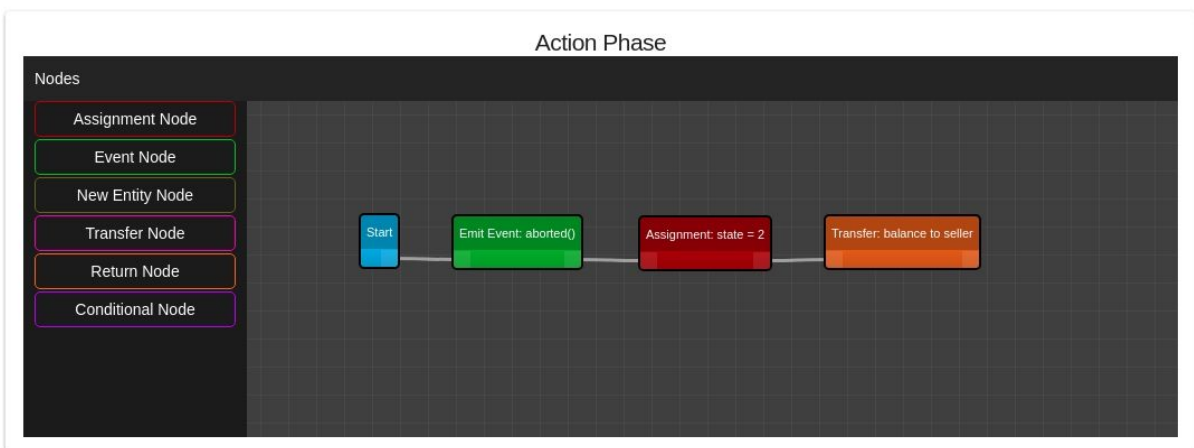 Action Phase
Nodes
Assignment Node
Event Node
New Entity Node
Transfer Node
Return Node
Conditional Node
Start
Emit Event: aborted()
Assignment: state = 2
Transfer: balance to seller